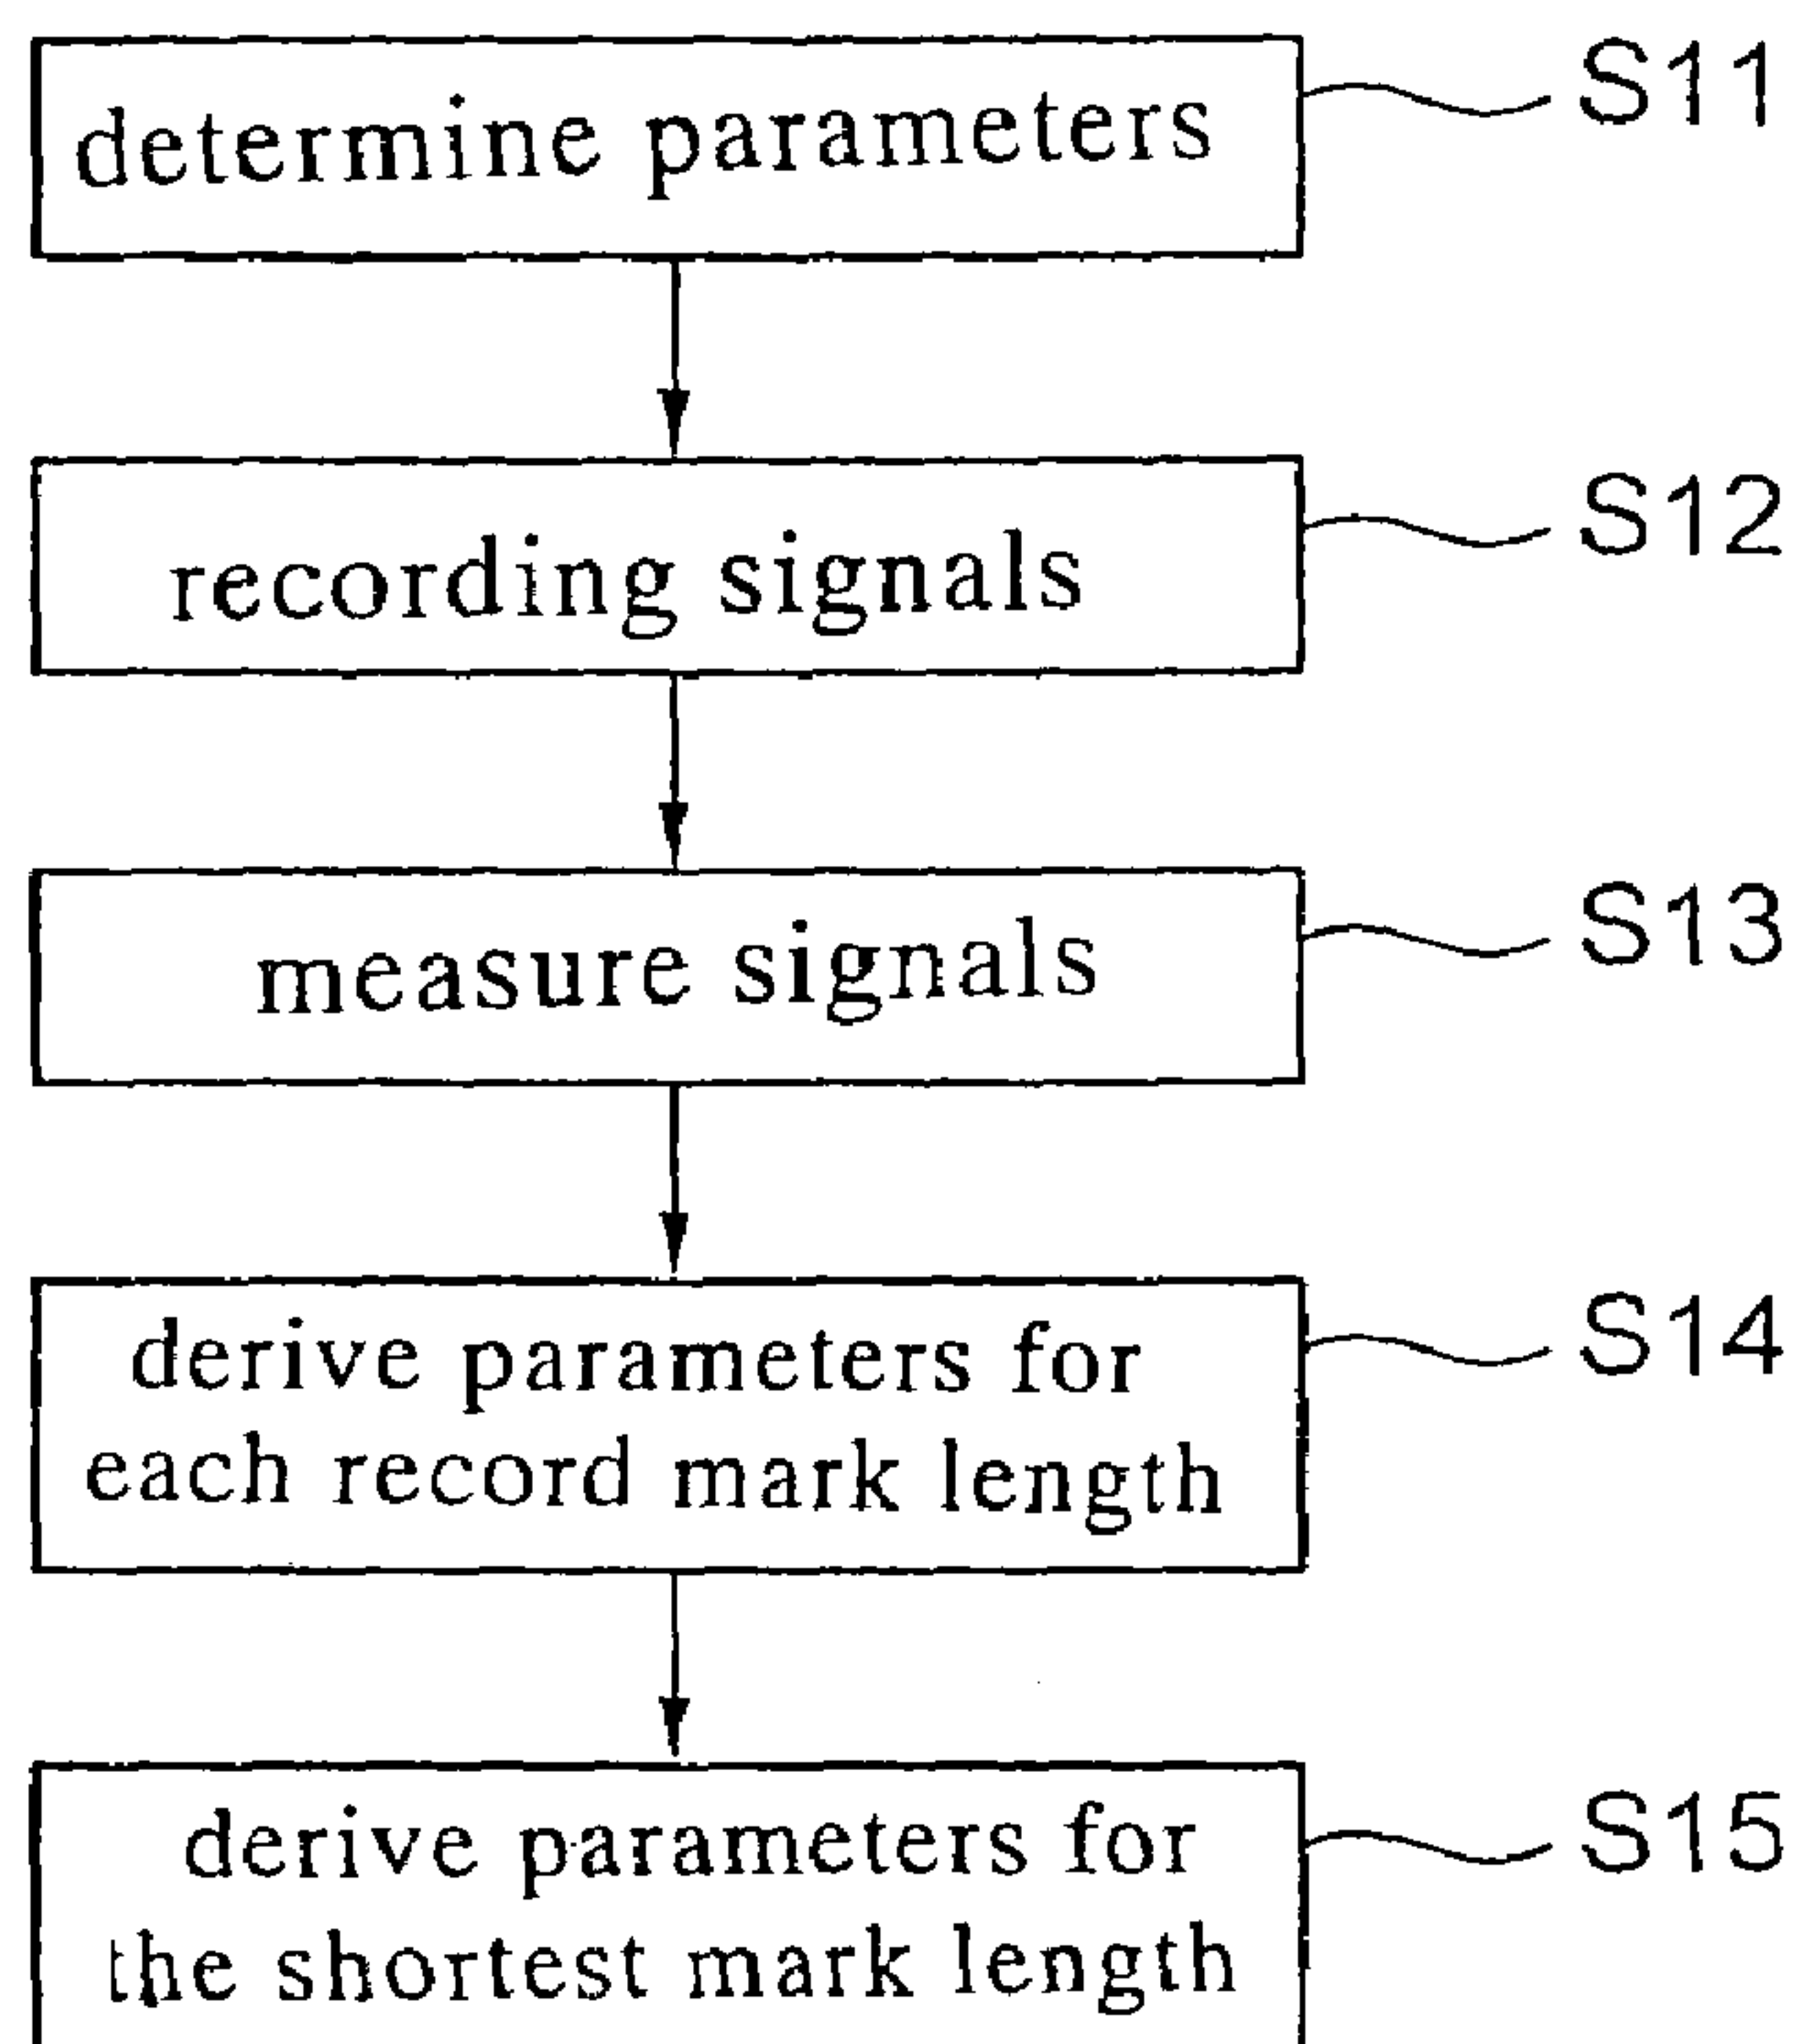 determine parameters
S11
recording signals
S12
measure signals
S13
derive parameters for
each record mark length
S14
derive parameters for
the shortest mark length
S15